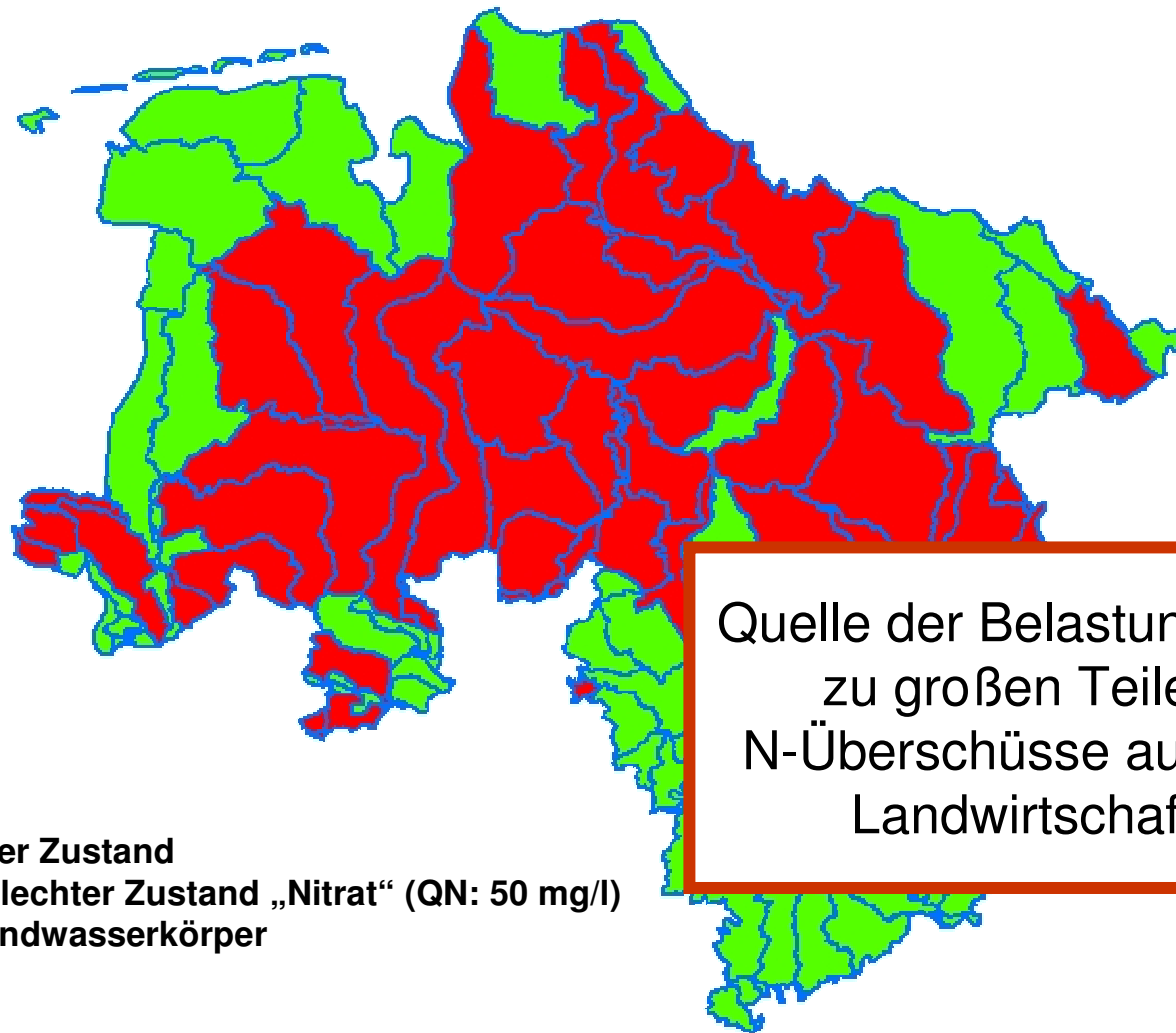 Quelle der Belastun
zu großen Teile
N-Überschüsse au
Landwirtschaf
er Zustand
lechter Zustand „Nitrat“ (QN: 50 mg/l)
ndwasserkörper